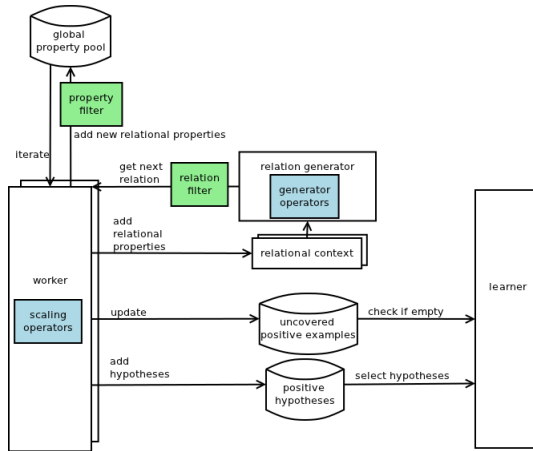 global
property pool
property
filter
add new relational properties
iterate
get next
relation
relation
filter
relation generator
generator
operators
add
relational
properties
relational context
worker
scaling
operators
learner
update
uncovered
positive examples
check if empty
add
hypotheses
positive
hypotheses
select hypotheses